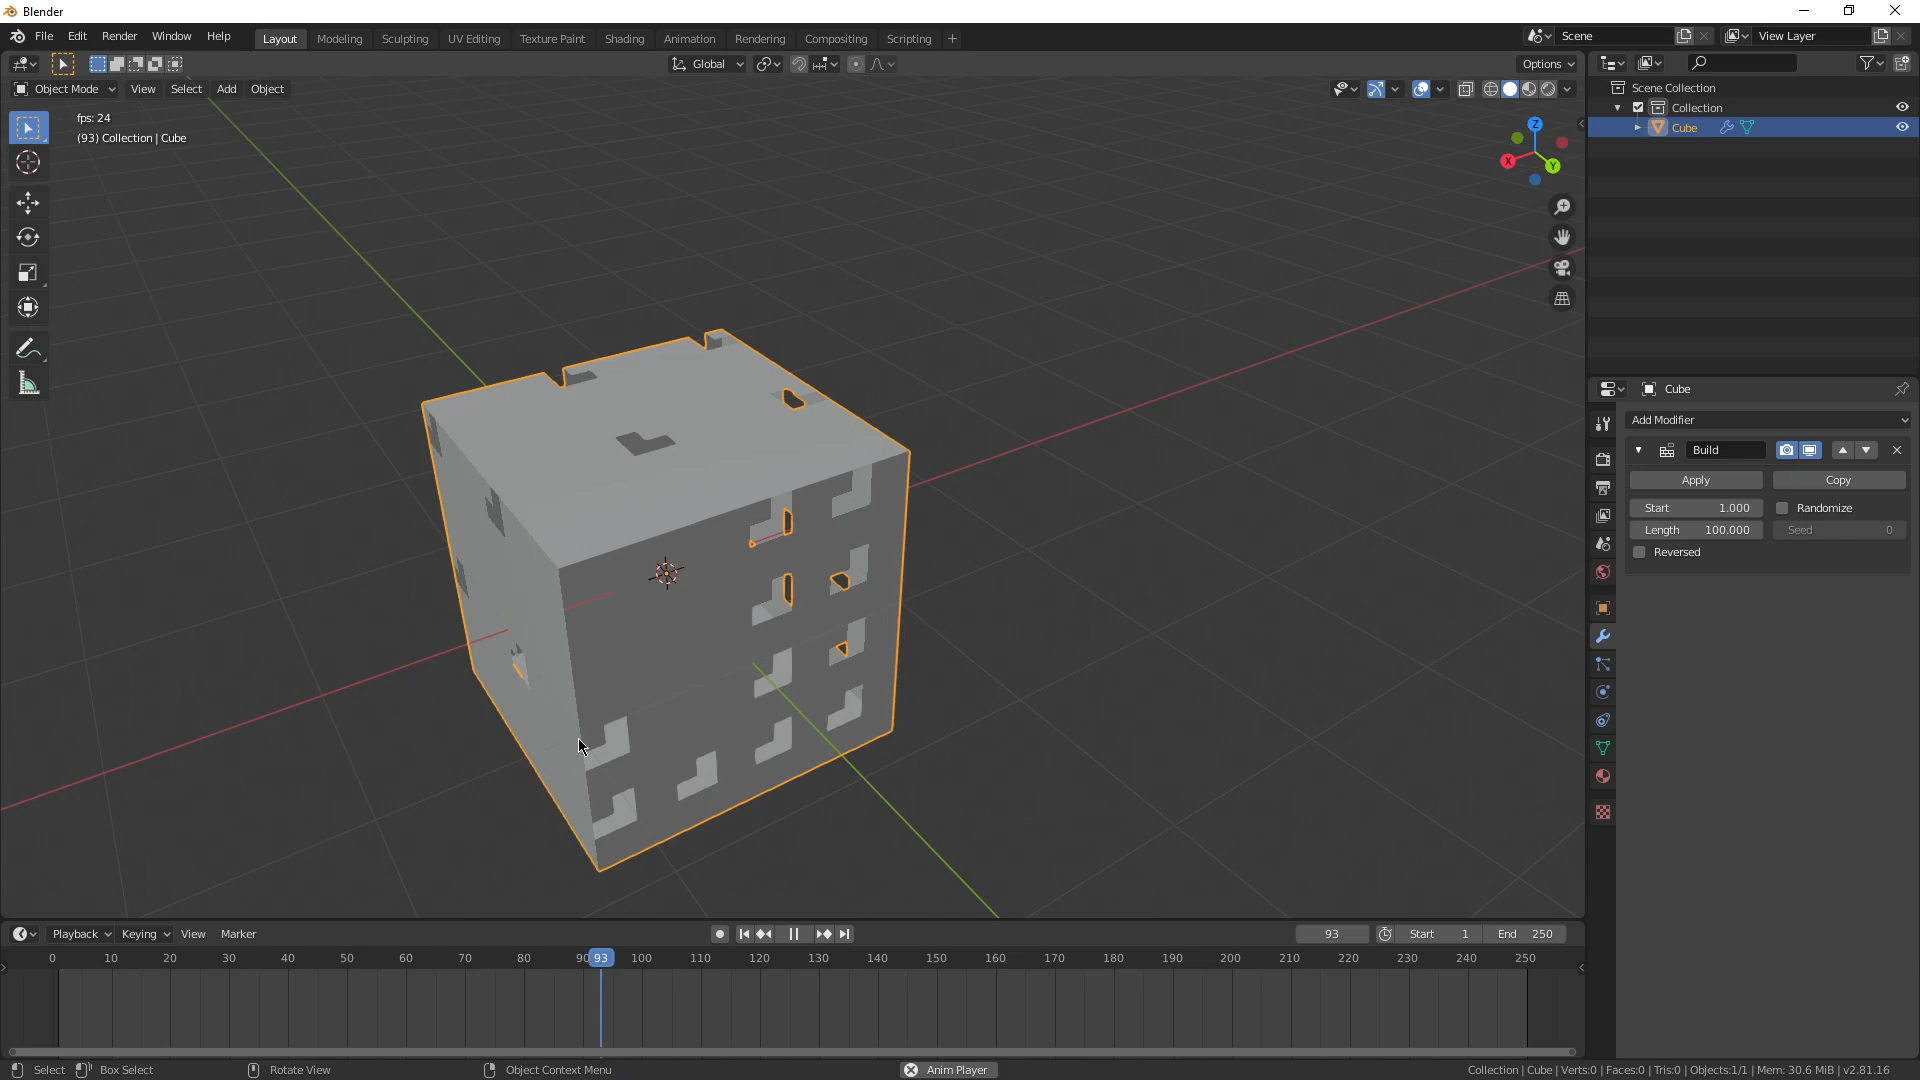 Blender
File Edit Render Window Help Layout Modeling Sculpting UV Editing Texture Paint Shading Animation Rendering Compositing Scripting + Scene View Layer
Global Options
Object Mode View Select Add Object
fps: 24
(93) Collection | Cube
Z
X
Y
Scene Collection
Collection
Cube
Cube
Add Modifier
Build
Apply Copy
Start 1.000 Randomize
Length 100.000 Seed 0
Reversed
Playback Keying View Marker 93 Start 1 End 250
0 10 20 30 40 50 60 70 80 90 93 100 110 120 130 140 150 160 170 180 190 200 210 220 230 240 250
Select Box Select Rotate View Object Context Menu Anim Player Collection | Cube | Verts:0 | Faces:0 | Tris:0 | Objects:1/1 | Mem: 30.6 MiB | v2.81.16